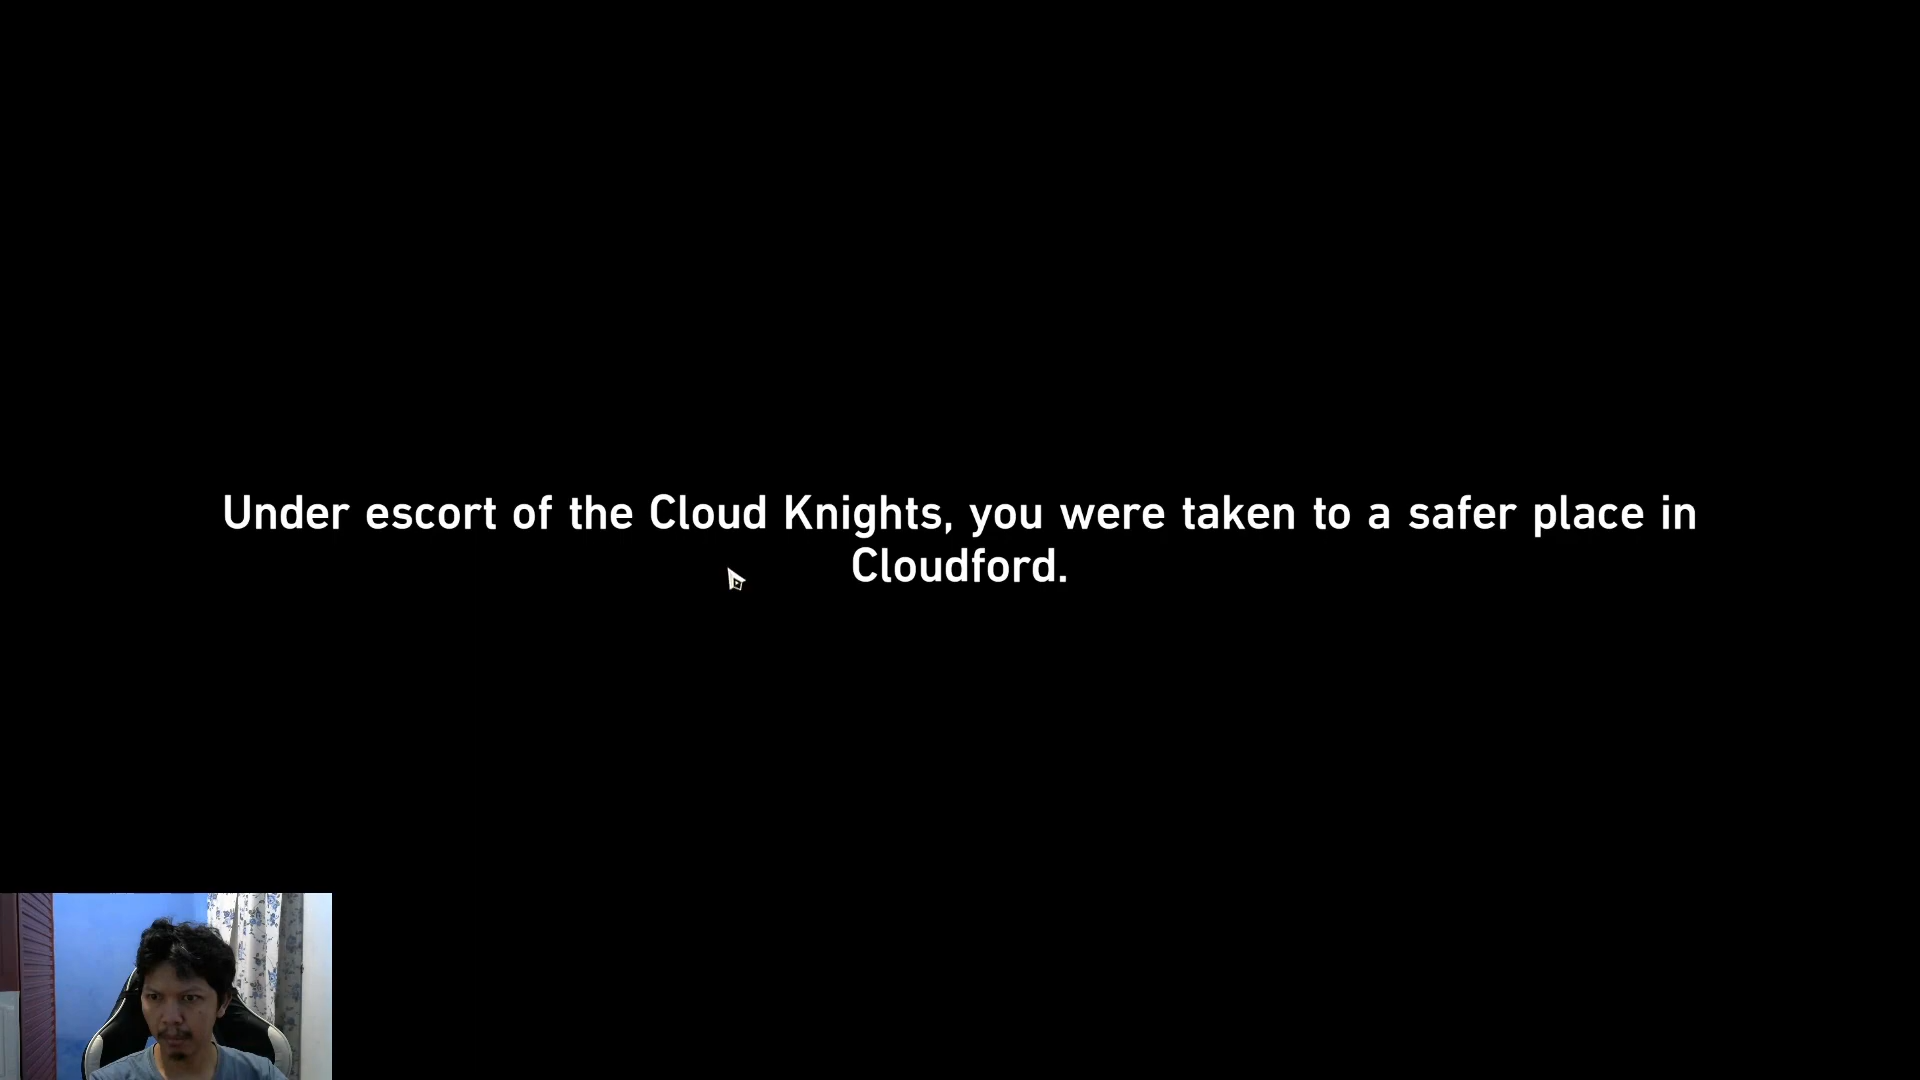 Under escort of the Cloud Knights, you were taken to a safer place in
Cloudford.